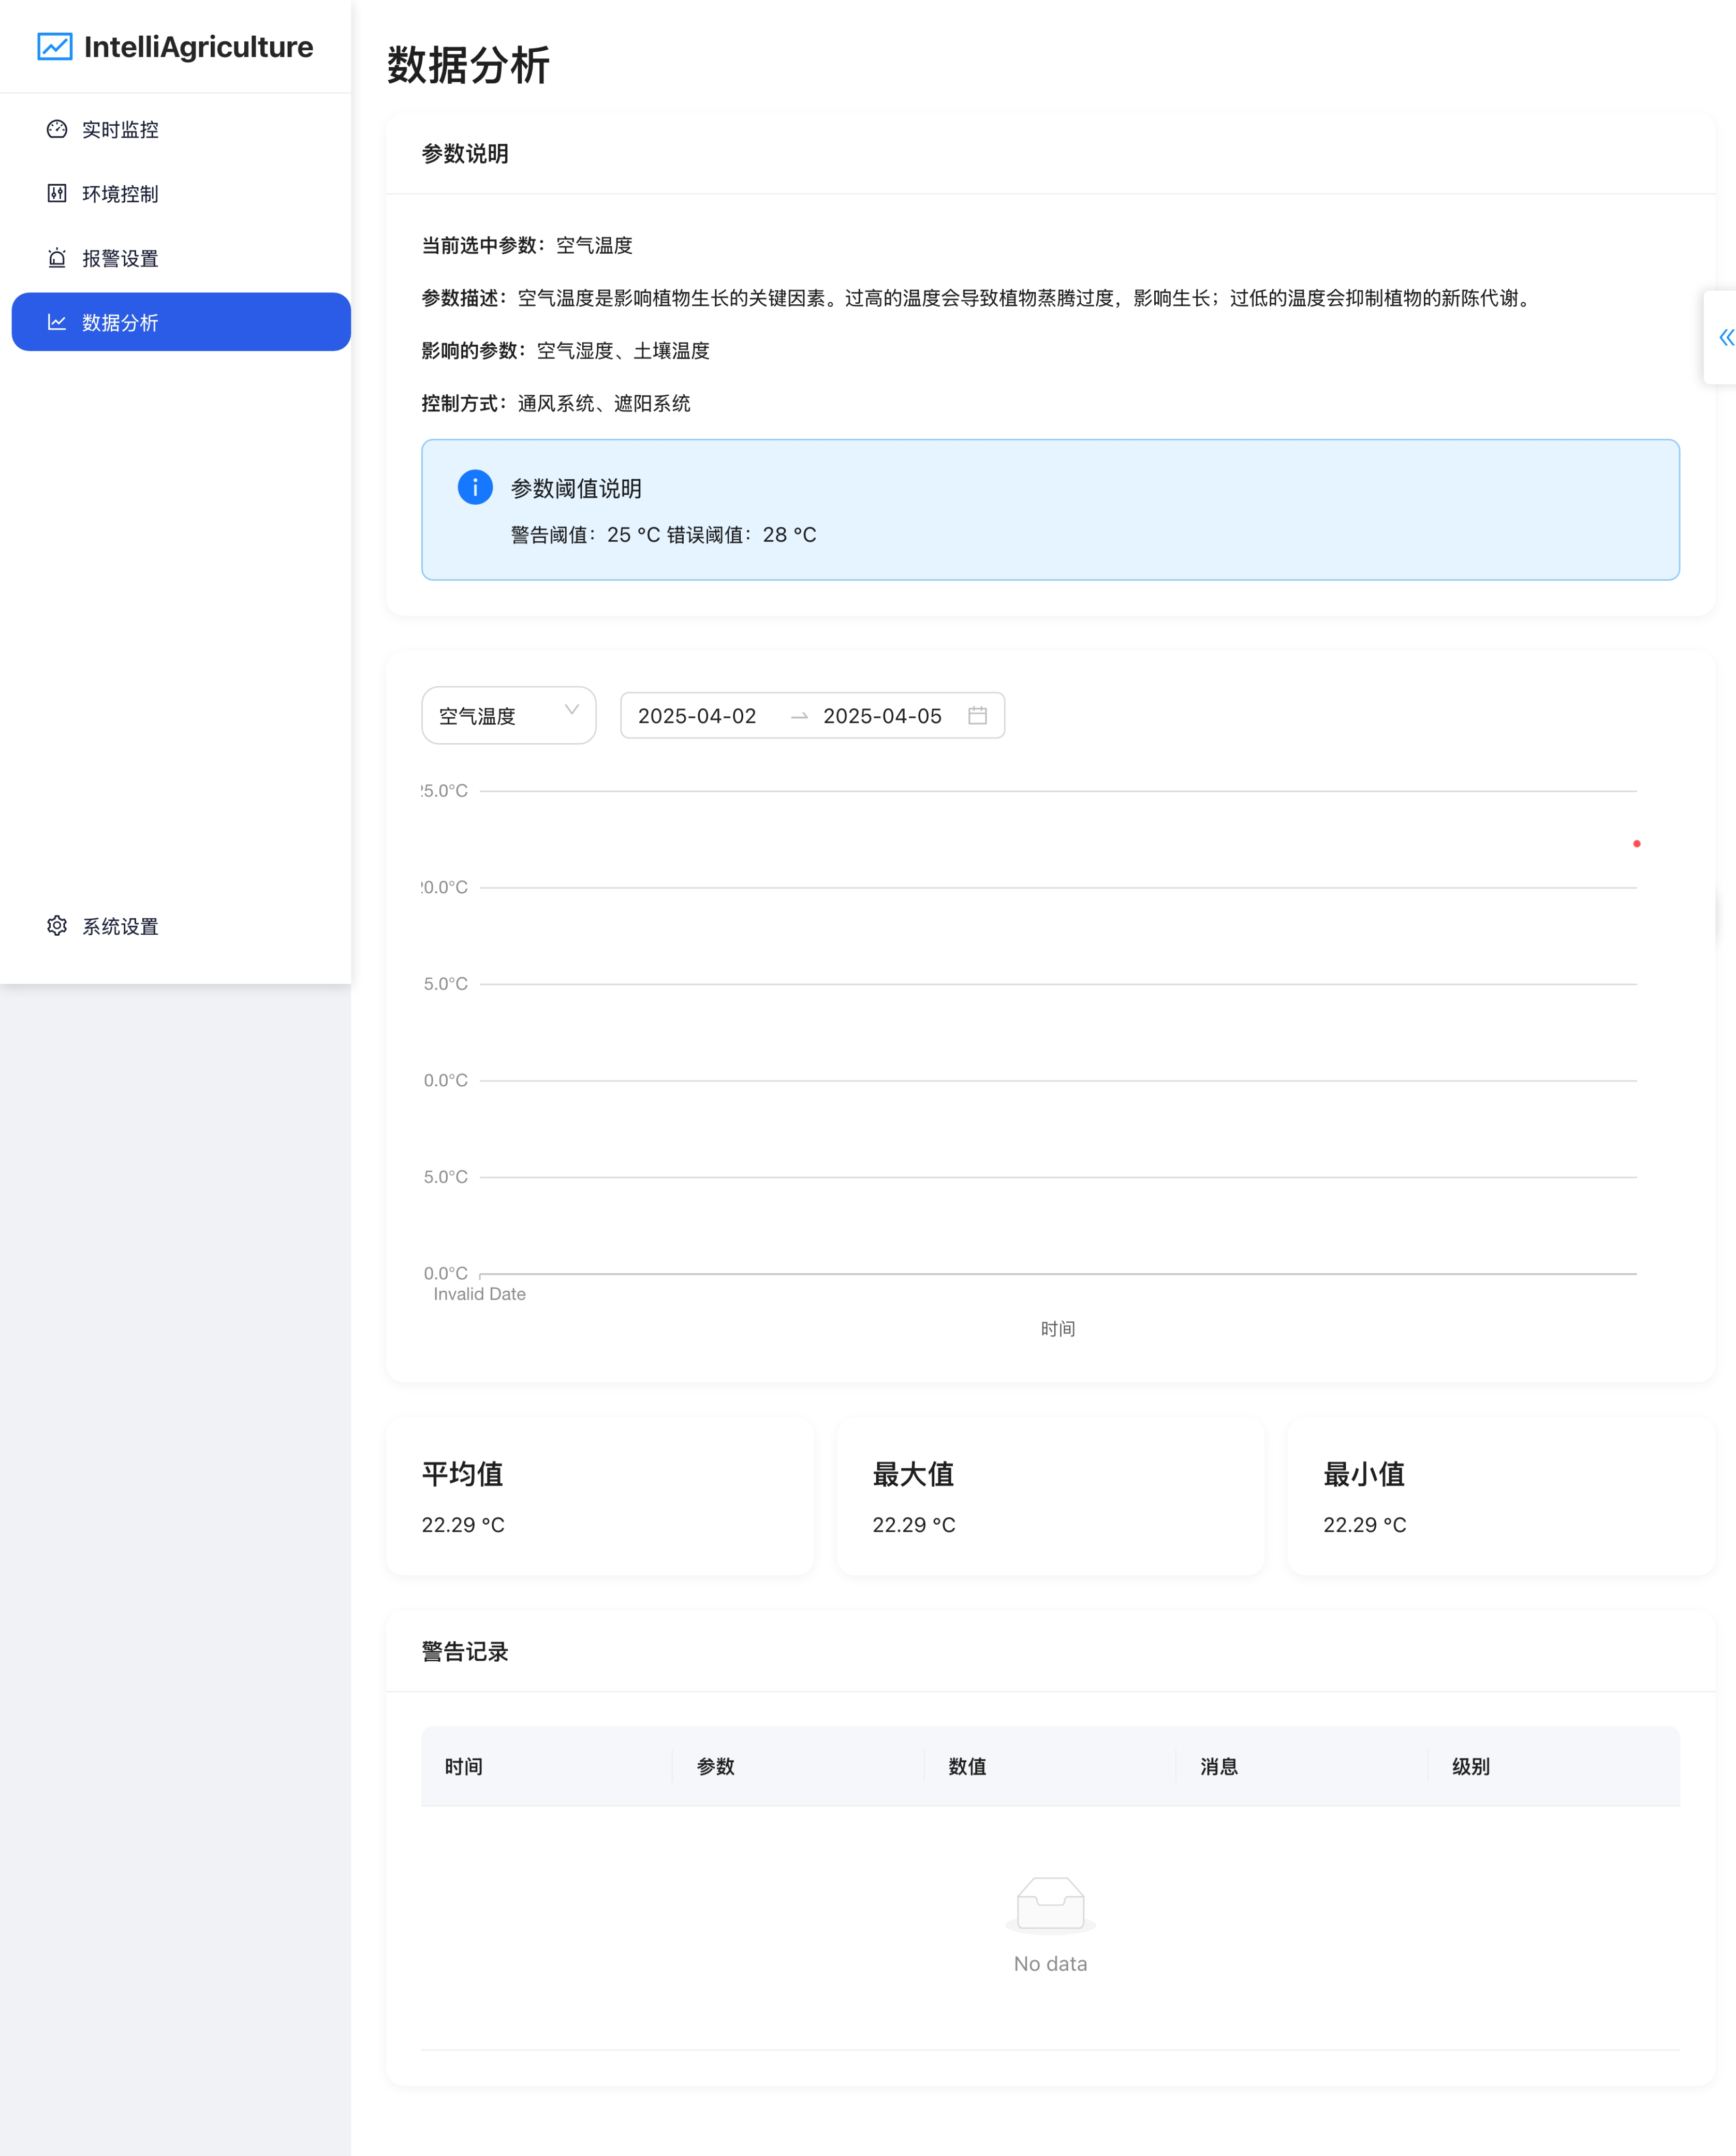 IntelliAgriculture
实时监控
环境控制
报警设置
数据分析
系统设置
数据分析
参数说明
当前选中参数：空气温度
参数描述：空气温度是影响植物生长的关键因素。过高的温度会导致植物蒸腾过度，影响生长；过低的温度会抑制植物的新陈代谢。
影响的参数：空气湿度、土壤温度
控制方式：通风系统、遮阳系统
参数阈值说明
警告阈值：25 °C 错误阈值：28 °C
空气温度
2025-04-02 2025-04-05
5.0°C
0.0°C
5.0°C
0.0°C
5.0°C
0.0°C
Invalid Date
时间
平均值
22.29 °C
最大值
22.29 °C
最小值
22.29 °C
警告记录
时间 参数 数值 消息 级别
No data